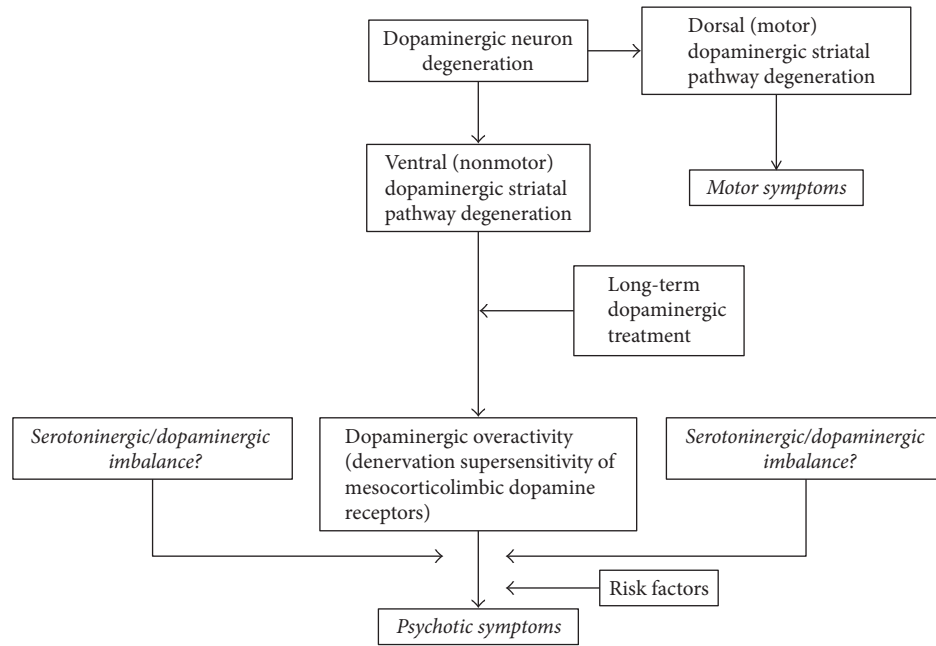 Dopaminergic neuron
degeneration
Dorsal (motor)
dopaminergic striatal
pathway degeneration
Ventral (nonmotor)
dopaminergic striatal
pathway degeneration
Motor symptoms
Long-term
dopaminergic
treatment
Serotoninergic/dopaminergic
imbalance?
Dopaminergic overactivity
(denervation supersensitivity of
mesocorticolimbic dopamine
receptors)
Serotoninergic/dopaminergic
imbalance?
Risk factors
Psychotic symptoms